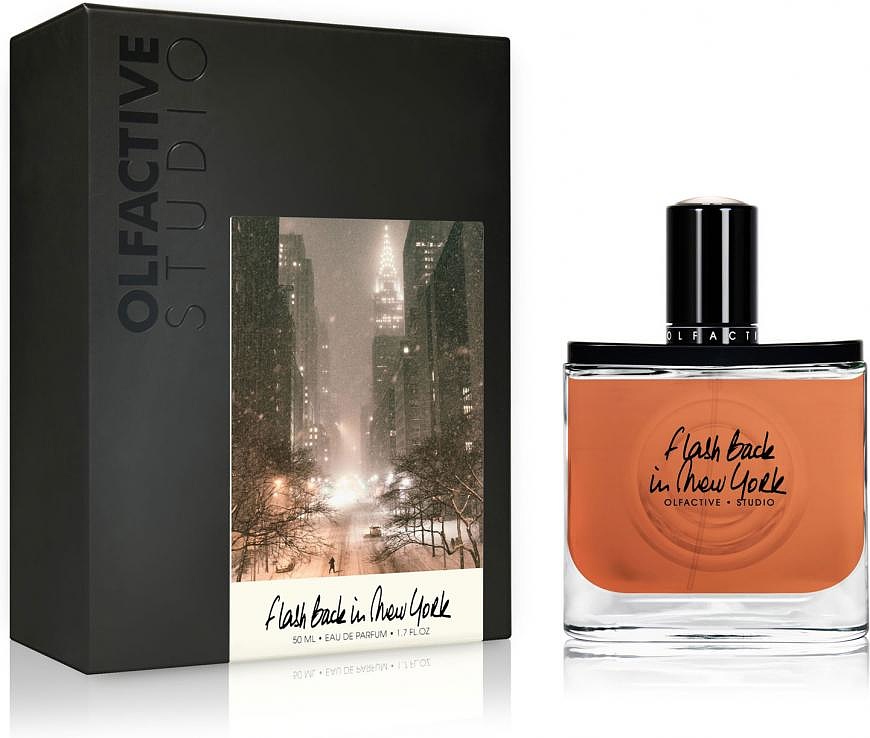 OLFACTIVE
STUDIO
flash back in New York
50 ML • EAU DE PARFUM • 1.7 FL.OZ
OLFACTI
flash back
in New York
OLFACTIVE • STUDIO